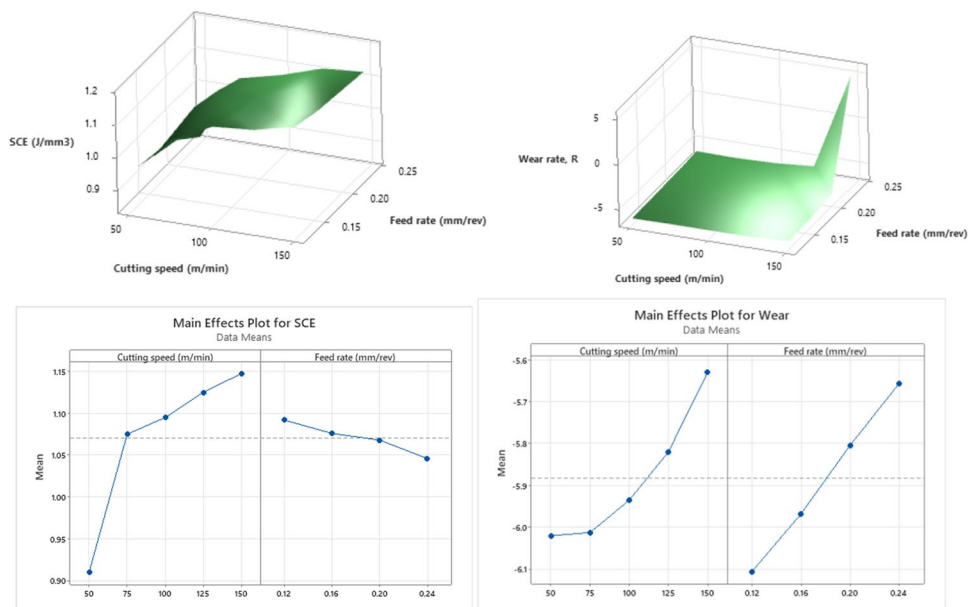 1.2
1.1
SCE (J/mm3)
1.0
0.9
50
100
150
Cutting speed (m/min)
0.15
0.20
0.25
Feed rate (mm/rev)
5
Wear rate, R
0
-5
50
100
150
Cutting speed (m/min)
0.15
0.20
0.25
Feed rate (mm/rev)
Main Effects Plot for SCE
Data Means
Cutting speed (m/min) Feed rate (mm/rev)
1.15
1.10
1.05
1.00
0.95
0.90
Mean
50 75 100 125 150 0.12 0.16 0.20 0.24
Main Effects Plot for Wear
Data Means
Cutting speed (m/min) Feed rate (mm/rev)
-5.6
-5.7
-5.8
-5.9
-6.0
-6.1
Mean
50 75 100 125 150 0.12 0.16 0.20 0.24